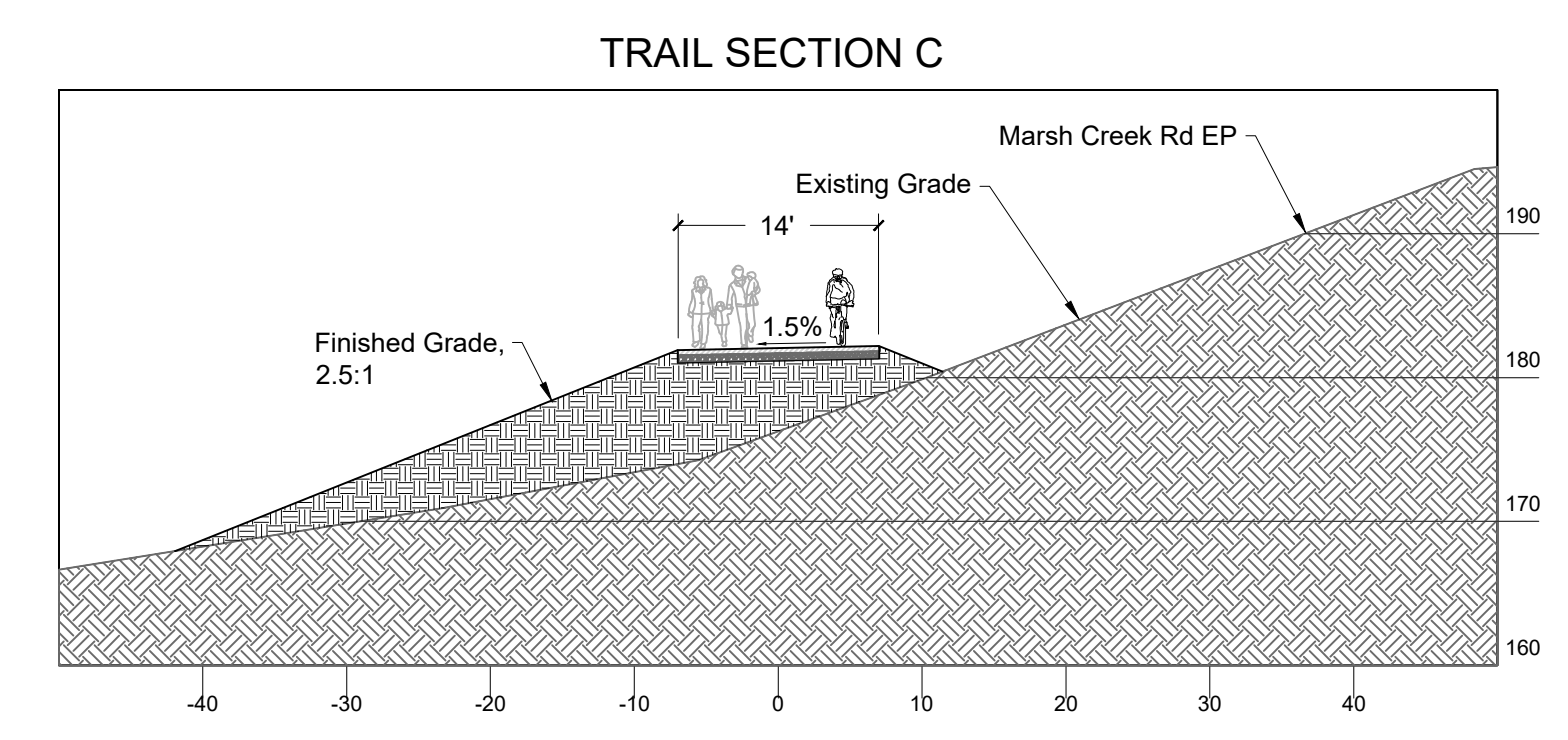 TRAIL SECTION C
Marsh Creek Rd EP
Existing Grade
190
14'
1.5%
Finished Grade,
2.5:1
180
170
160
-40 -30 -20 -10 0 10 20 30 40